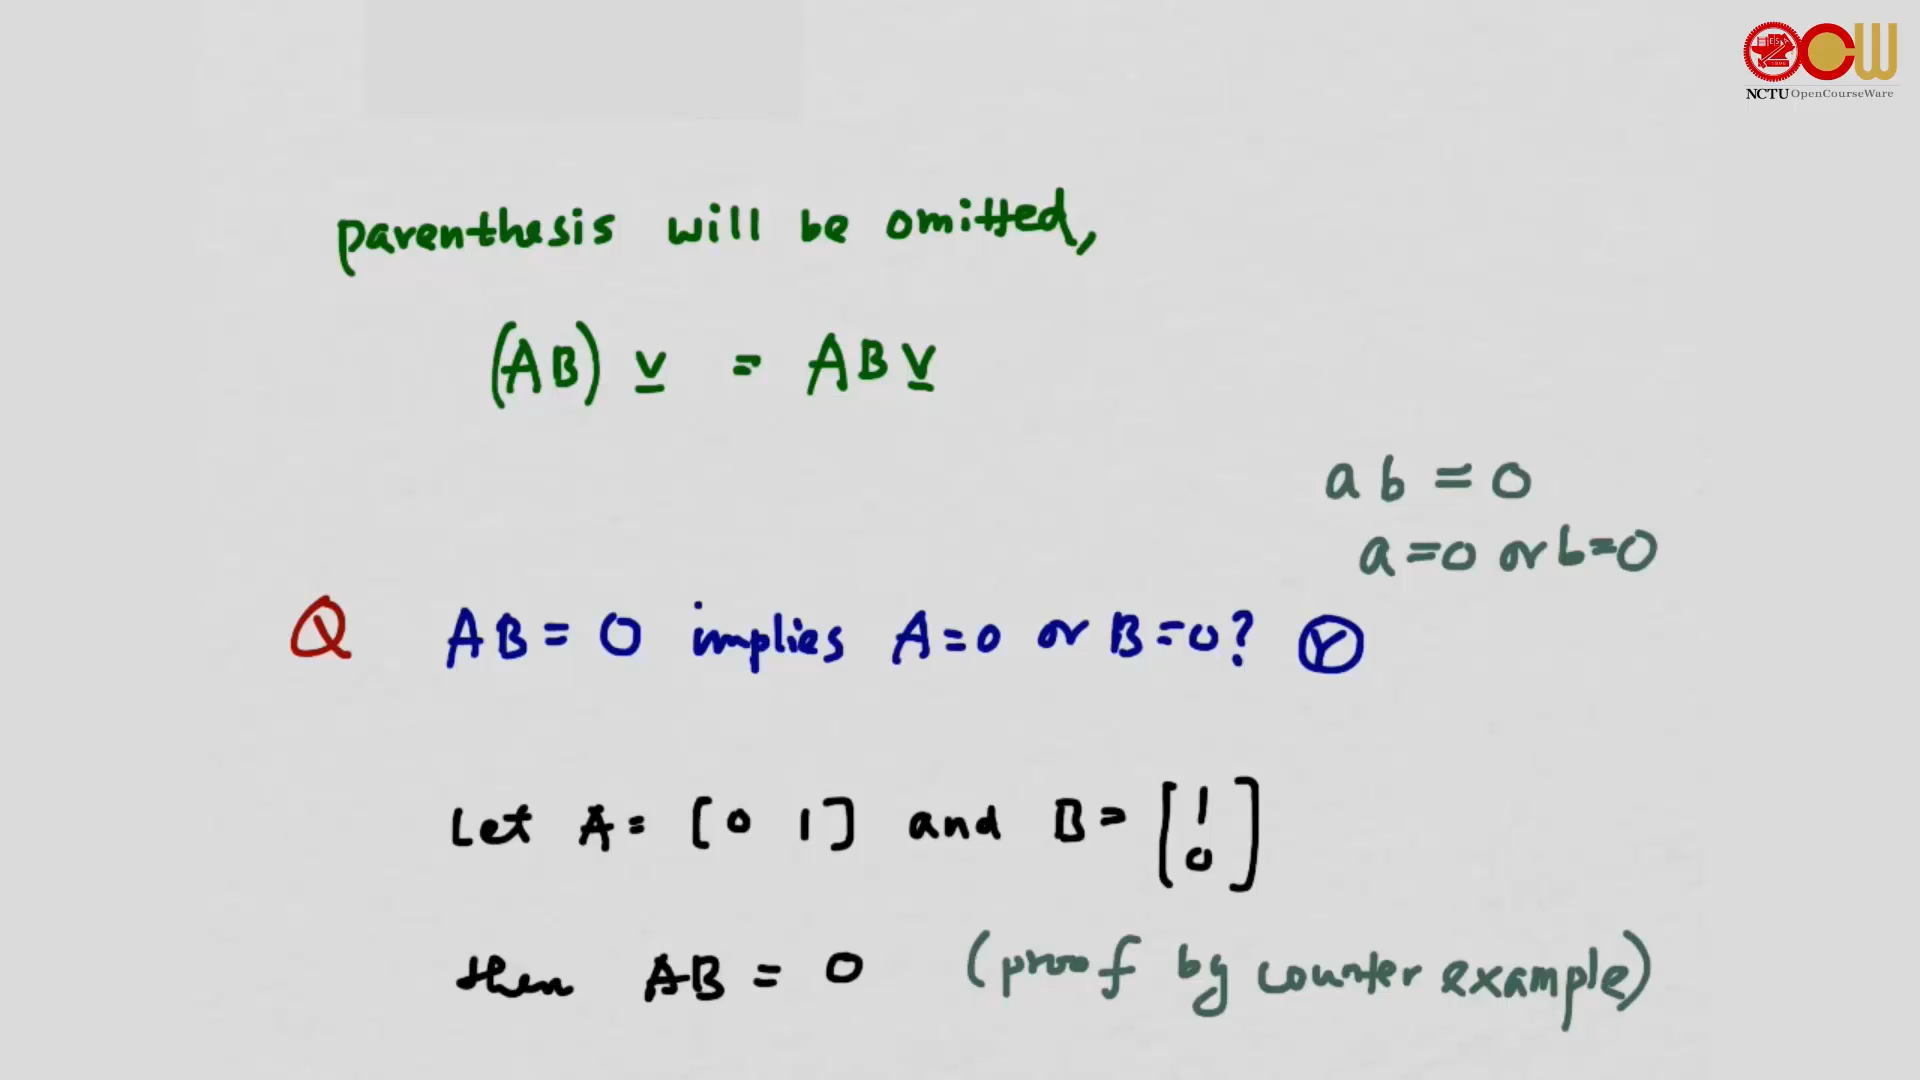 NCTU OpenCourseWare
parenthesis will be omitted,
(AB) v = ABv
ab = 0
a = 0 or b = 0
Q AB = 0 implies A = 0 or B = 0? Y
Let A = [0 1] and B = [1
0]
then AB = 0 (proof by counter example)